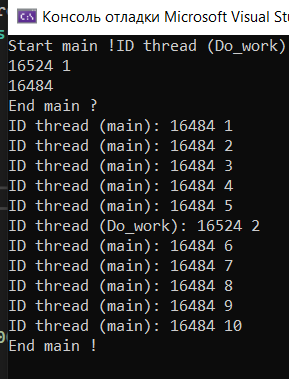 Консоль отладки Microsoft Visual Stu
Start main !ID thread (Do_work)
16524 1
16484
End main ?
ID thread (main): 16484 1
ID thread (main): 16484 2
ID thread (main): 16484 3
ID thread (main): 16484 4
ID thread (main): 16484 5
ID thread (Do_work): 16524 2
ID thread (main): 16484 6
ID thread (main): 16484 7
ID thread (main): 16484 8
ID thread (main): 16484 9
ID thread (main): 16484 10
End main !